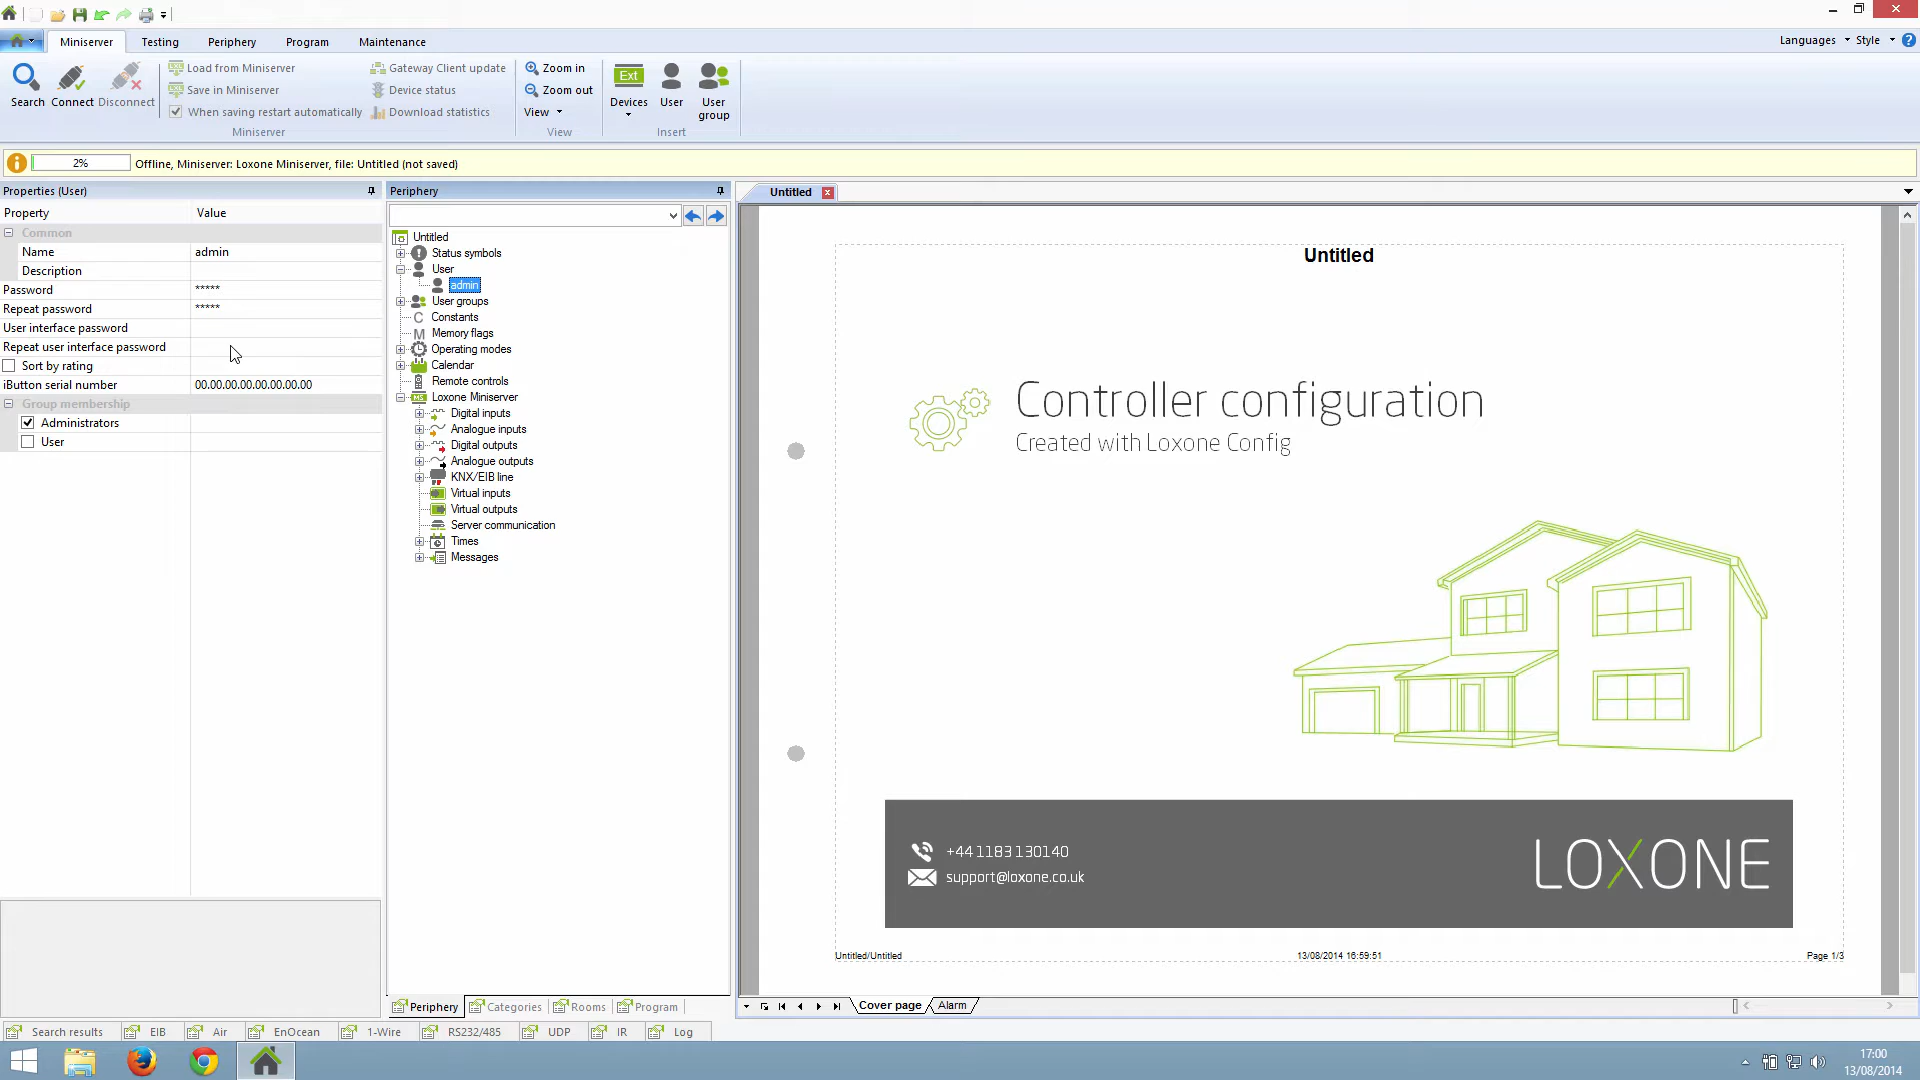 Miniserver Testing Periphery Program Maintenance Languages Style ?
Search Connect Disconnect
Load from Miniserver
Save in Miniserver
When saving restart automatically
Gateway Client update
Device status
Download statistics
Miniserver
Zoom in
Zoom out
View
View
Ext
Devices User User group
Insert
2% Offline, Miniserver: Loxone Miniserver, file: Untitled (not saved)
Properties (User)
Property Value
Common
Name admin
Description
Password *****
Repeat password *****
User interface password
Repeat user interface password
Sort by rating
iButton serial number 00.00.00.00.00.00.00.00
Group membership
Administrators
User
Periphery
Untitled
Status symbols
User
admin
User groups
C Constants
M Memory flags
Operating modes
Calendar
Remote controls
MS Loxone Miniserver
Digital inputs
Analogue inputs
Digital outputs
Analogue outputs
KNX/EIB line
Virtual inputs
Virtual outputs
Server communication
Times
Messages
Periphery Categories Rooms Program
Untitled
Untitled
Controller configuration
Created with Loxone Config
+44 1183 130140
support@loxone.co.uk
LOXONE
Untitled/Untitled 13/08/2014 16:59:51 Page 1/3
Cover page Alarm
Search results EIB Air EnOcean 1-Wire RS232/485 UDP IR Log
17:00
13/08/2014